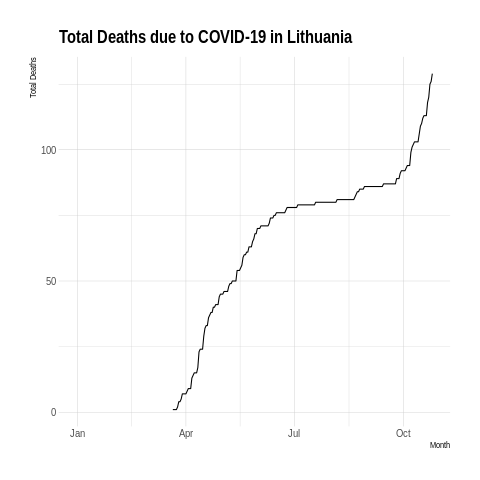 Total Deaths due to COVID-19 in Lithuania
Total Deaths
100
50
0
Jan Apr Jul Oct
Month